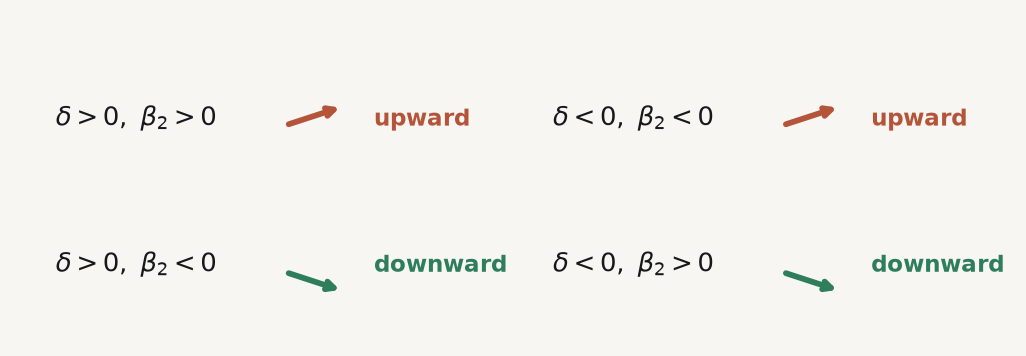 δ > 0, β₂ > 0 upward δ < 0, β₂ < 0 upward
δ > 0, β₂ < 0 downward δ < 0, β₂ > 0 downward